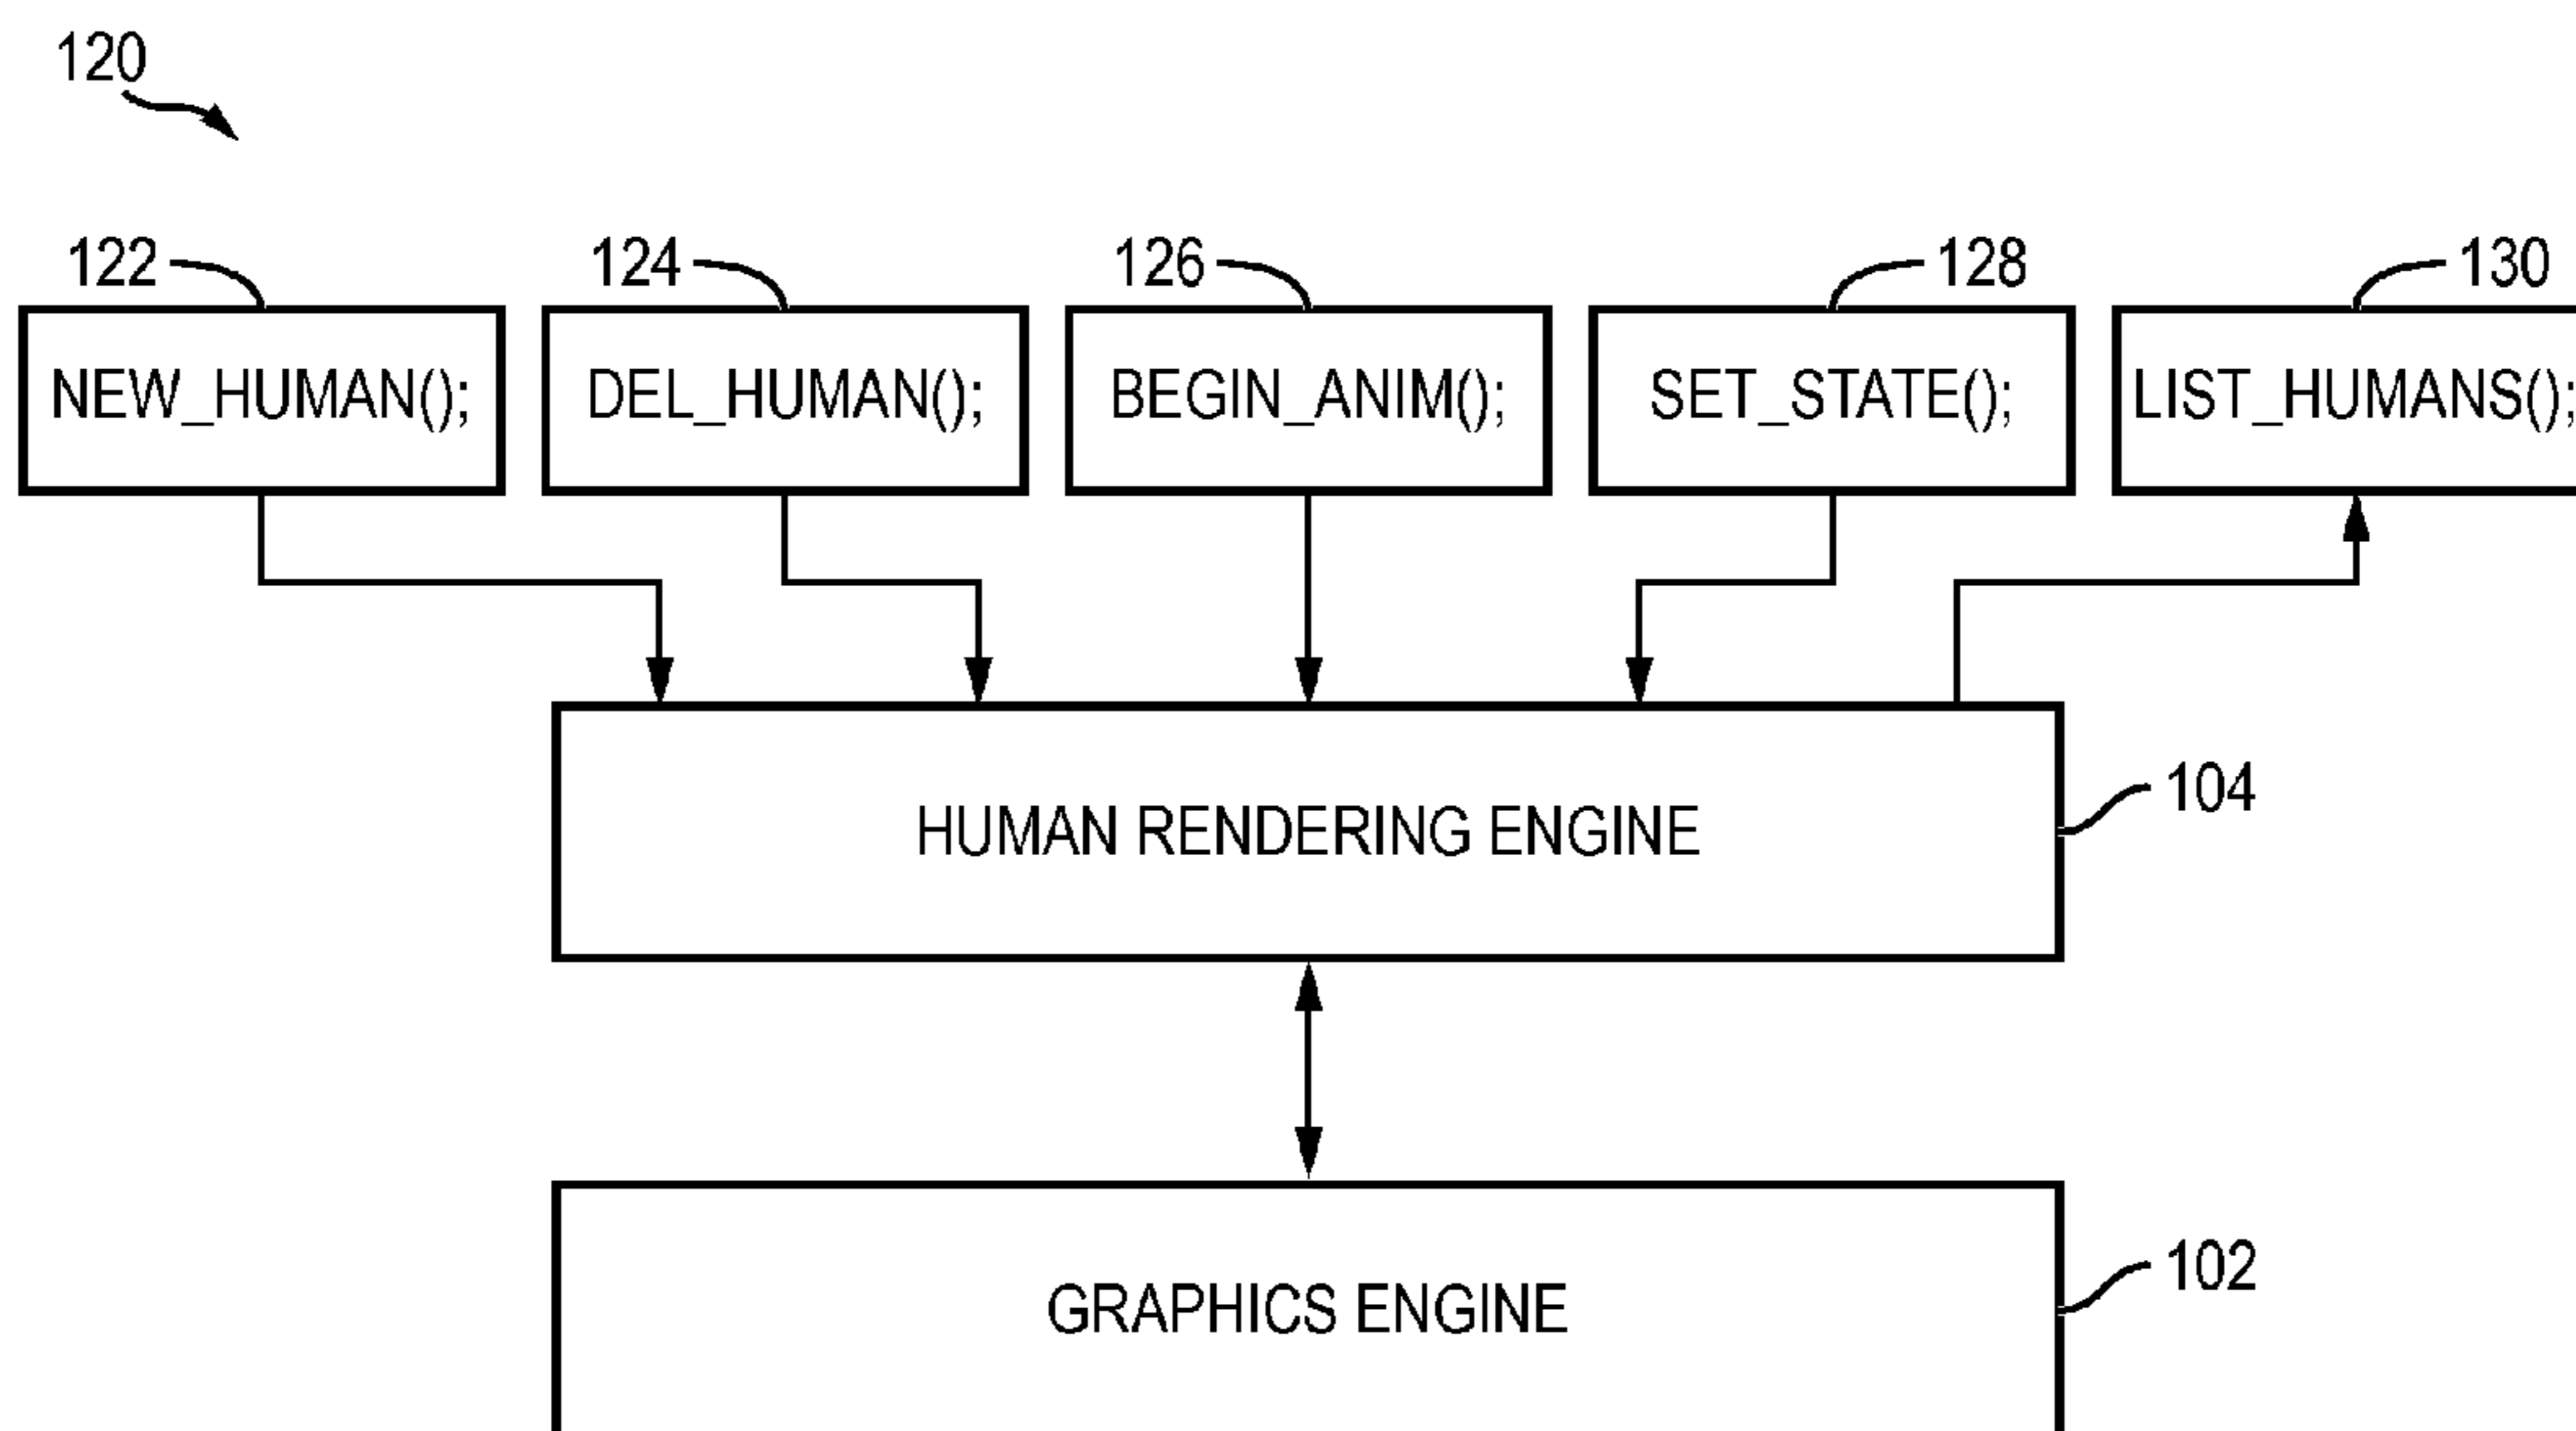 120
122
124
126
128
130
NEW_HUMAN();
DEL_HUMAN();
BEGIN_ANIM();
SET_STATE();
LIST_HUMANS();
HUMAN RENDERING ENGINE
104
GRAPHICS ENGINE
102